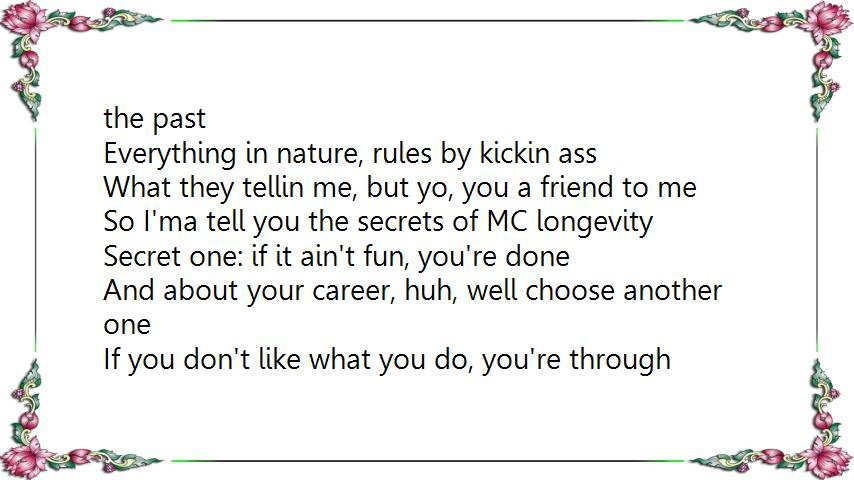 the past
Everything in nature, rules by kickin ass
What they tellin me, but yo, you a friend to me
So I'ma tell you the secrets of MC longevity
Secret one: if it ain't fun, you're done
And about your career, huh, well choose another
one
If you don't like what you do, you're through